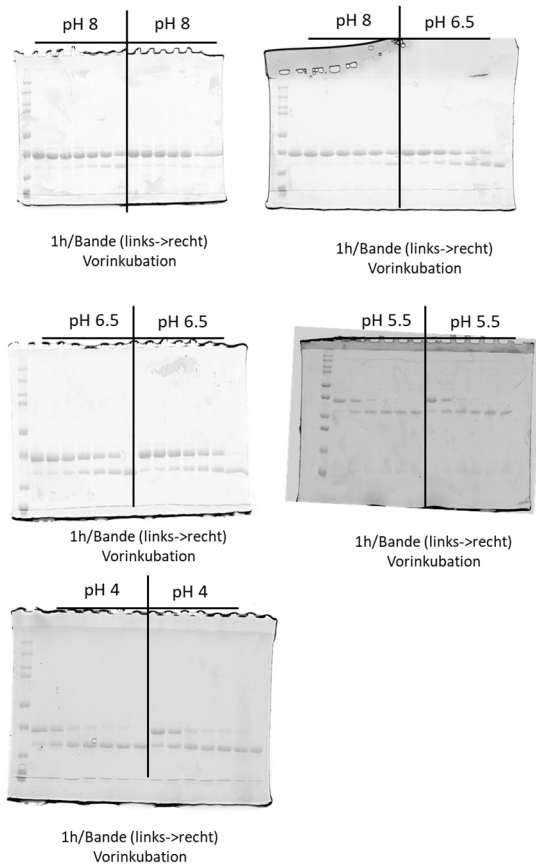 pH 8 pH 8
pH 8 pH 6.5
1h/Bande (links->recht)
Vorinkubation
1h/Bande (links->recht)
Vorinkubation
pH 6.5 pH 6.5
pH 5.5 pH 5.5
1h/Bande (links->recht)
Vorinkubation
1h/Bande (links->recht)
Vorinkubation
pH 4 pH 4
1h/Bande (links->recht)
Vorinkubation